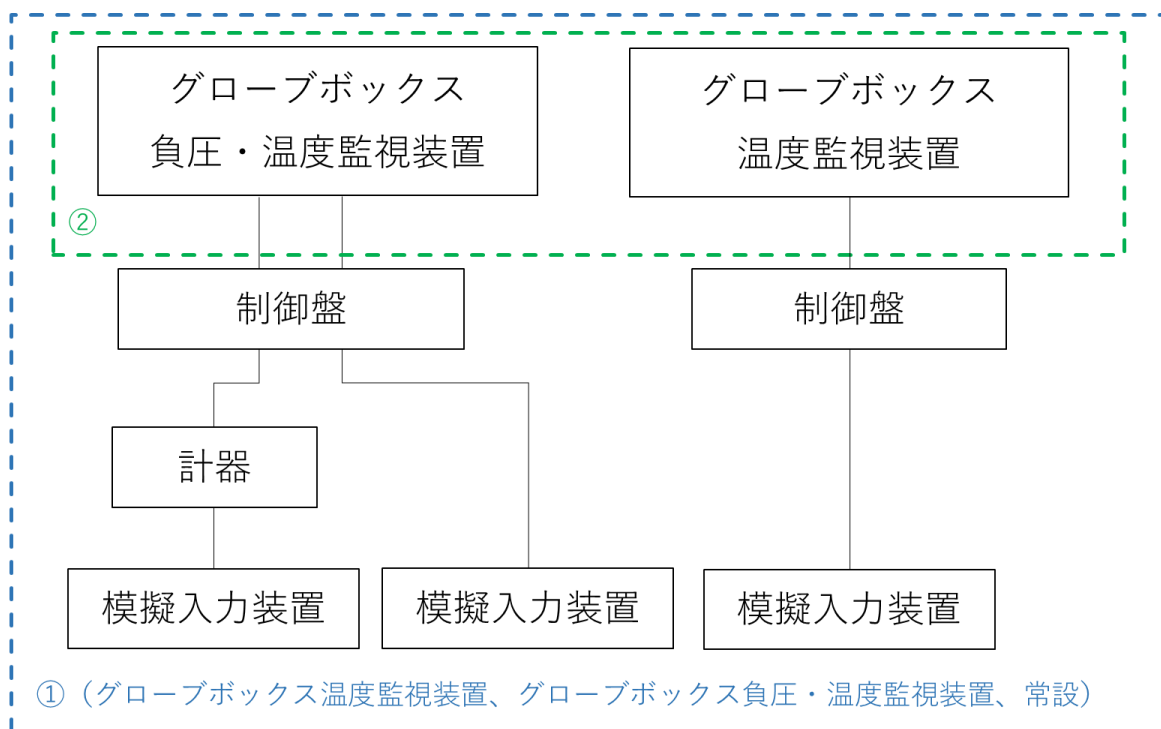 グローブボックス
負圧・温度監視装置
グローブボックス
温度監視装置
②
制御盤
制御盤
計器
模擬入力装置
模擬入力装置
模擬入力装置
①（グローブボックス温度監視装置、グローブボックス負圧・温度監視装置、常設）